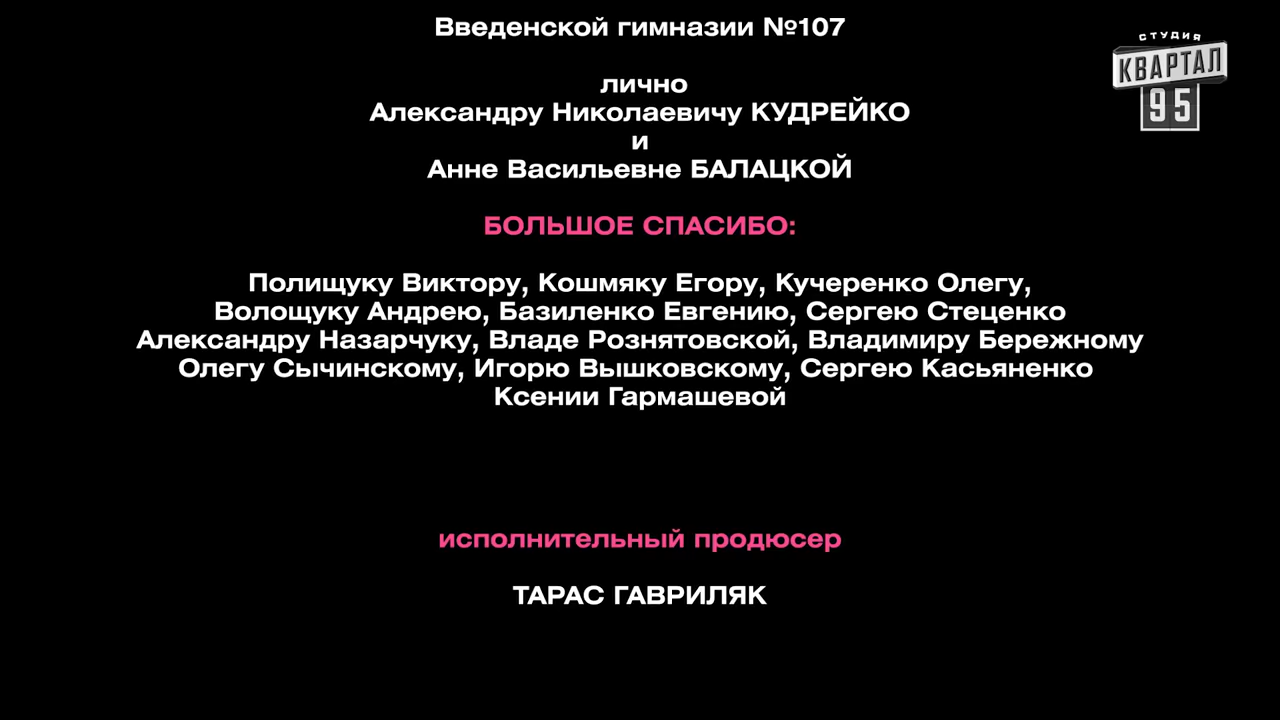 Введенской гимназии №107
СТУДИЯ
КВАРТАЛ
95
лично
Александру Николаевичу КУДРЕЙКО
и
Анне Васильевне БАЛАЦКОЙ
БОЛЬШОЕ СПАСИБО:
Полищуку Виктору, Кошмяку Егору, Кучеренко Олегу,
Волощуку Андрею, Базиленко Евгению, Сергею Стеценко
Александру Назарчуку, Владе Рознятовской, Владимиру Бережному
Олегу Сычинскому, Игорю Вышковскому, Сергею Касьяненко
Ксении Гармашевой
исполнительный продюсер
ТАРАС ГАВРИЛЯК